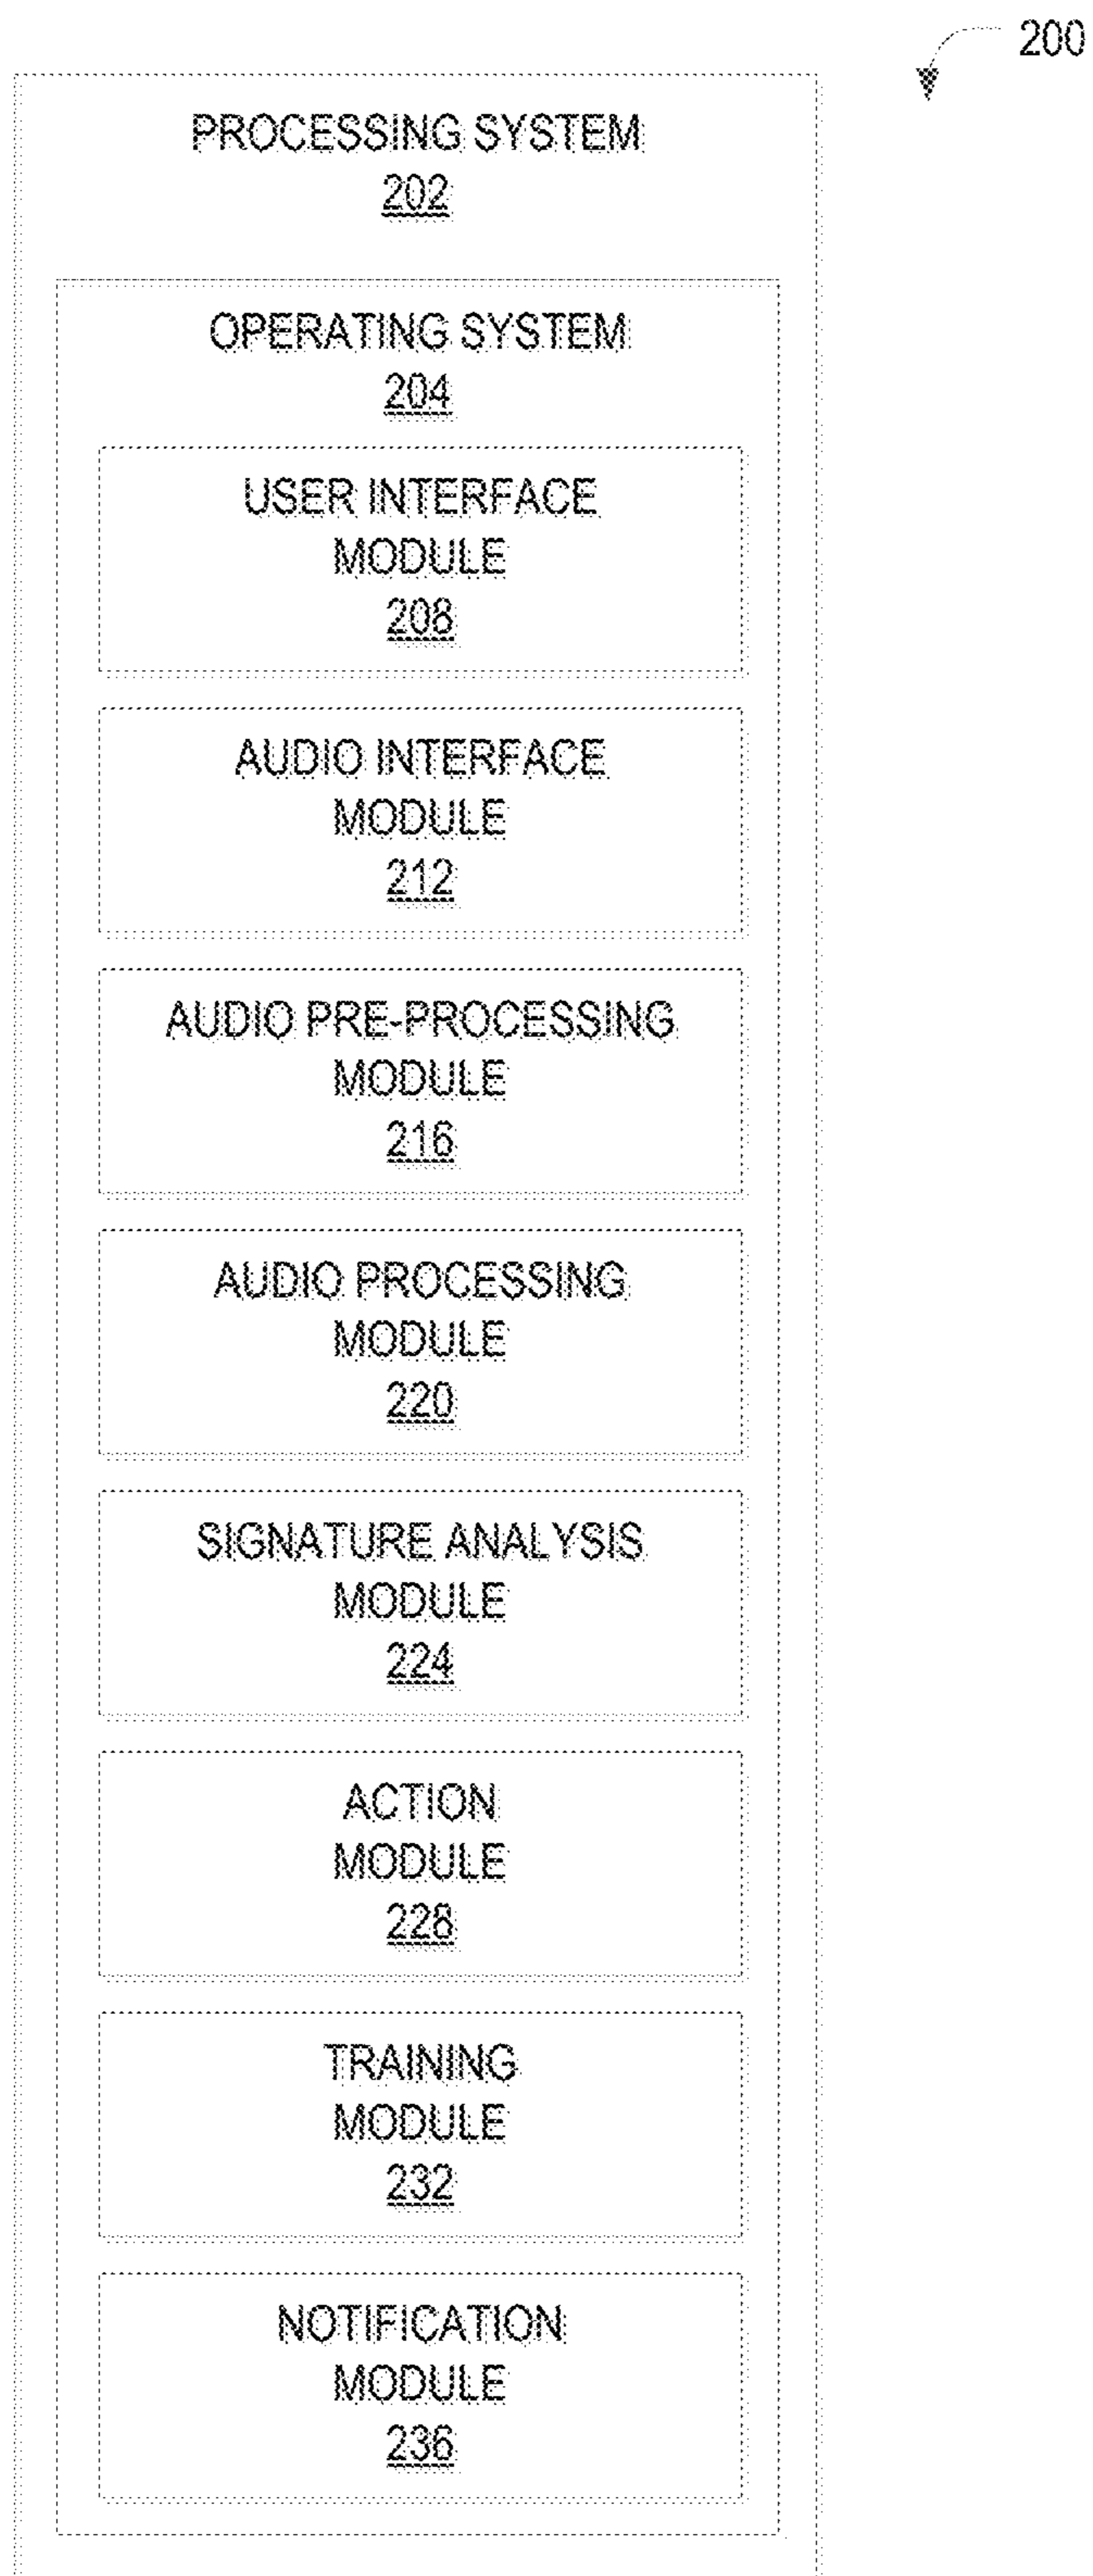 200
PROCESSING SYSTEM
202
OPERATING SYSTEM
204
USER INTERFACE
MODULE
208
AUDIO INTERFACE
MODULE
212
AUDIO PRE-PROCESSING
MODULE
216
AUDIO PROCESSING
MODULE
220
SIGNATURE ANALYSIS
MODULE
224
ACTION
MODULE
228
TRAINING
MODULE
232
NOTIFICATION
MODULE
236